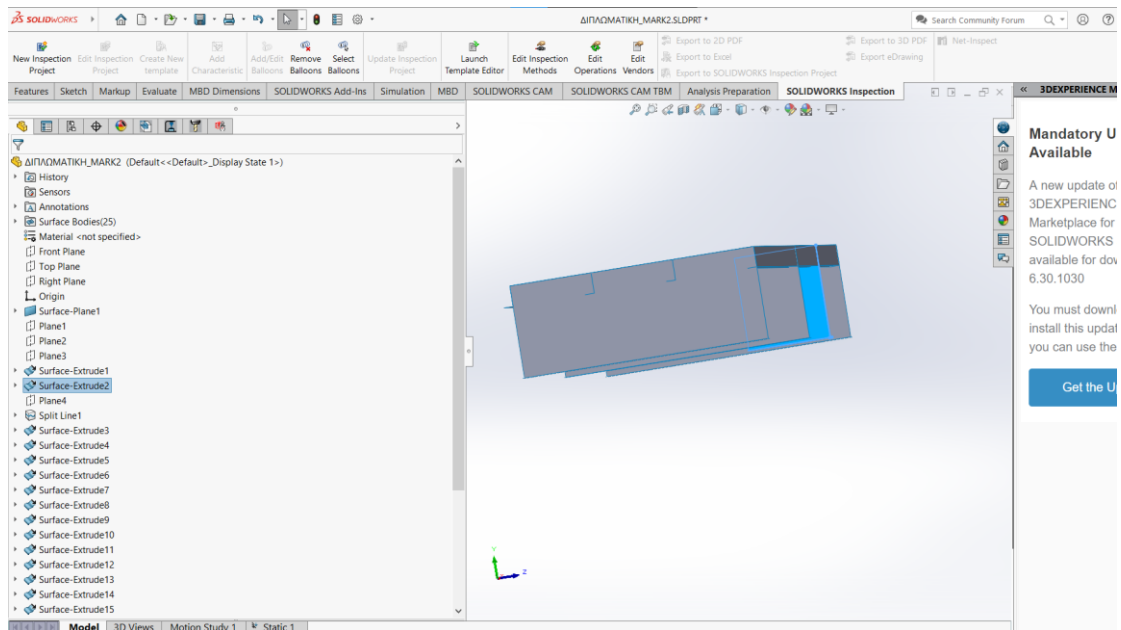 SOLIDWORKS
ΔΙΠΛΩΜΑΤΙΚΗ_MARK2.SLDPRT *
Search Community Forum
New Inspection Project
Edit Inspection Project
Create New template
Add Characteristic
Add/Edit Balloons
Remove Balloons
Select Balloons
Update Inspection Project
Launch Template Editor
Edit Inspection Methods
Edit Operations
Edit Vendors
Export to 2D PDF
Export to Excel
Export to SOLIDWORKS Inspection Project
Export to 3D PDF
Export eDrawing
Net-Inspect
Features Sketch Markup Evaluate MBD Dimensions SOLIDWORKS Add-Ins Simulation MBD SOLIDWORKS CAM SOLIDWORKS CAM TBM Analysis Preparation SOLIDWORKS Inspection
ΔΙΠΛΩΜΑΤΙΚΗ_MARK2 (Default<<Default>_Display State 1>)
History
Sensors
Annotations
Surface Bodies(25)
Material <not specified>
Front Plane
Top Plane
Right Plane
Origin
Surface-Plane1
Plane1
Plane2
Plane3
Surface-Extrude1
Surface-Extrude2
Plane4
Split Line1
Surface-Extrude3
Surface-Extrude4
Surface-Extrude5
Surface-Extrude6
Surface-Extrude7
Surface-Extrude8
Surface-Extrude9
Surface-Extrude10
Surface-Extrude11
Surface-Extrude12
Surface-Extrude13
Surface-Extrude14
Surface-Extrude15
Model 3D Views Motion Study 1 Static 1
Y
Z
« 3DEXPERIENCE M
Mandatory U
Available
A new update of
3DEXPERIENC
Marketplace for
SOLIDWORKS
available for dow
6.30.1030
You must downl
install this updat
you can use the
Get the U